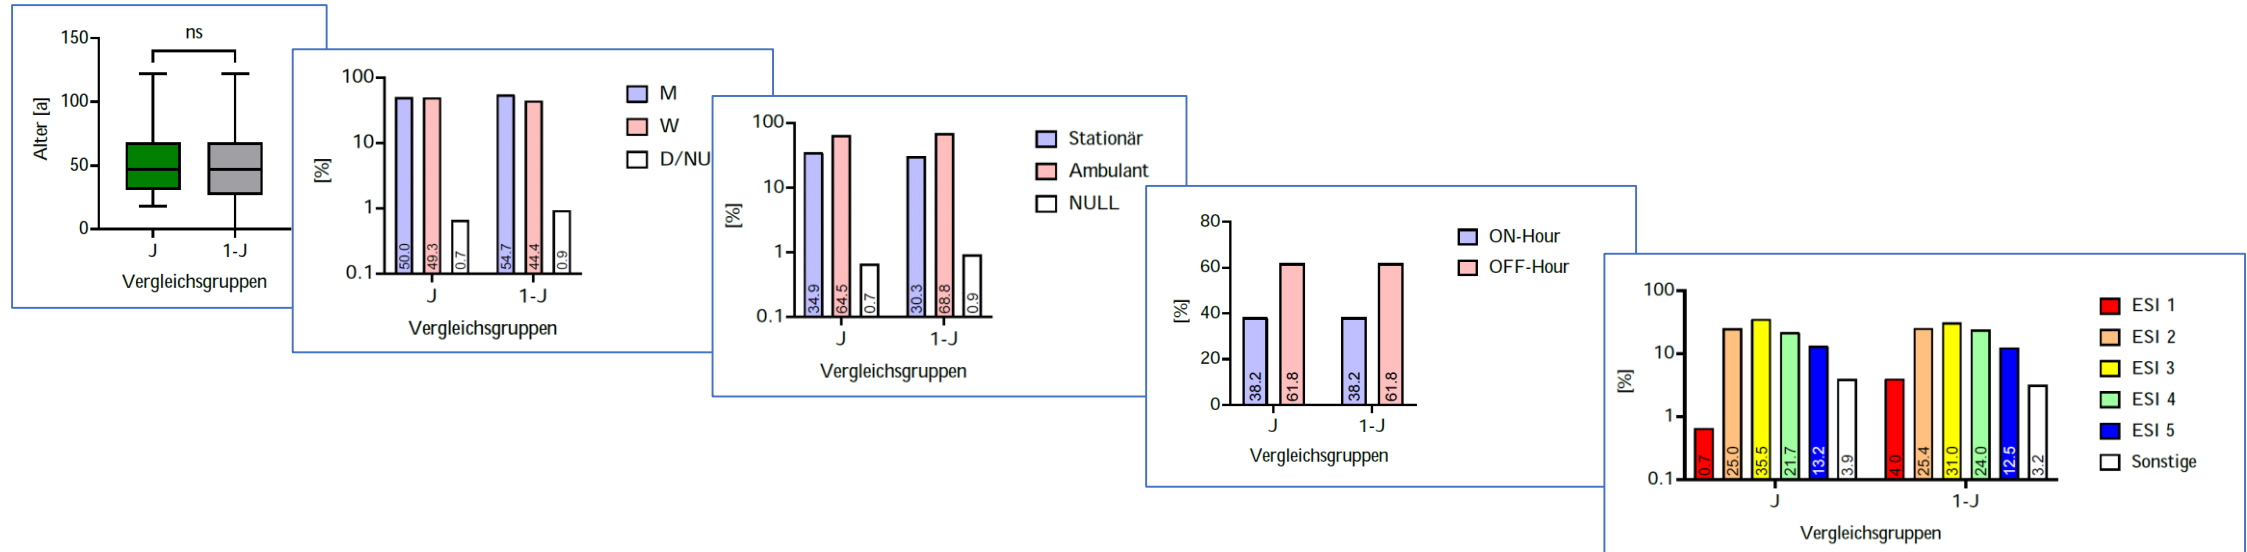 ns
150
100
50
0
Alter [a]
J
1-J
Vergleichsgruppen
100
10
1
0.1
[%]
50.0
49.3
0.7
54.7
44.4
0.9
J
1-J
Vergleichsgruppen
M
W
D/NU
100
10
1
0.1
[%]
34.9
64.5
0.7
30.3
68.8
0.9
J
1-J
Vergleichsgruppen
Stationär
Ambulant
NULL
80
60
40
20
0
[%]
38.2
61.8
38.2
61.8
J
1-J
Vergleichsgruppen
ON-Hour
OFF-Hour
100
10
1
0.1
[%]
0.7
25.0
35.5
21.7
13.2
3.9
4.0
25.4
31.0
24.0
12.5
3.2
J
1-J
Vergleichsgruppen
ESI 1
ESI 2
ESI 3
ESI 4
ESI 5
Sonstige